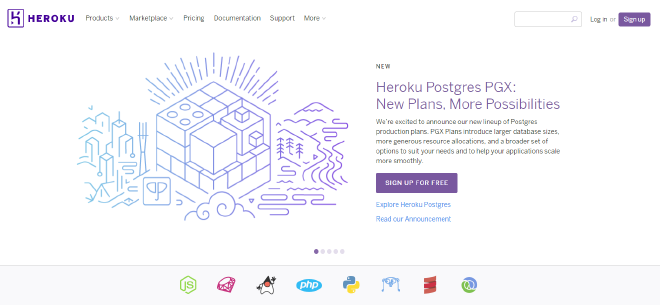 HEROKU
Products
Marketplace
Pricing
Documentation
Support
More
Log in or Sign up
NEW
Heroku Postgres PGX:
New Plans, More Possibilities
We're excited to announce our new lineup of Postgres
production plans. PGX Plans introduce larger database sizes,
more generous resource allocations, and a broader set of
options to suit your needs and to help your applications scale
more smoothly.
SIGN UP FOR FREE
Explore Heroku Postgres
Read our Announcement
JS
php